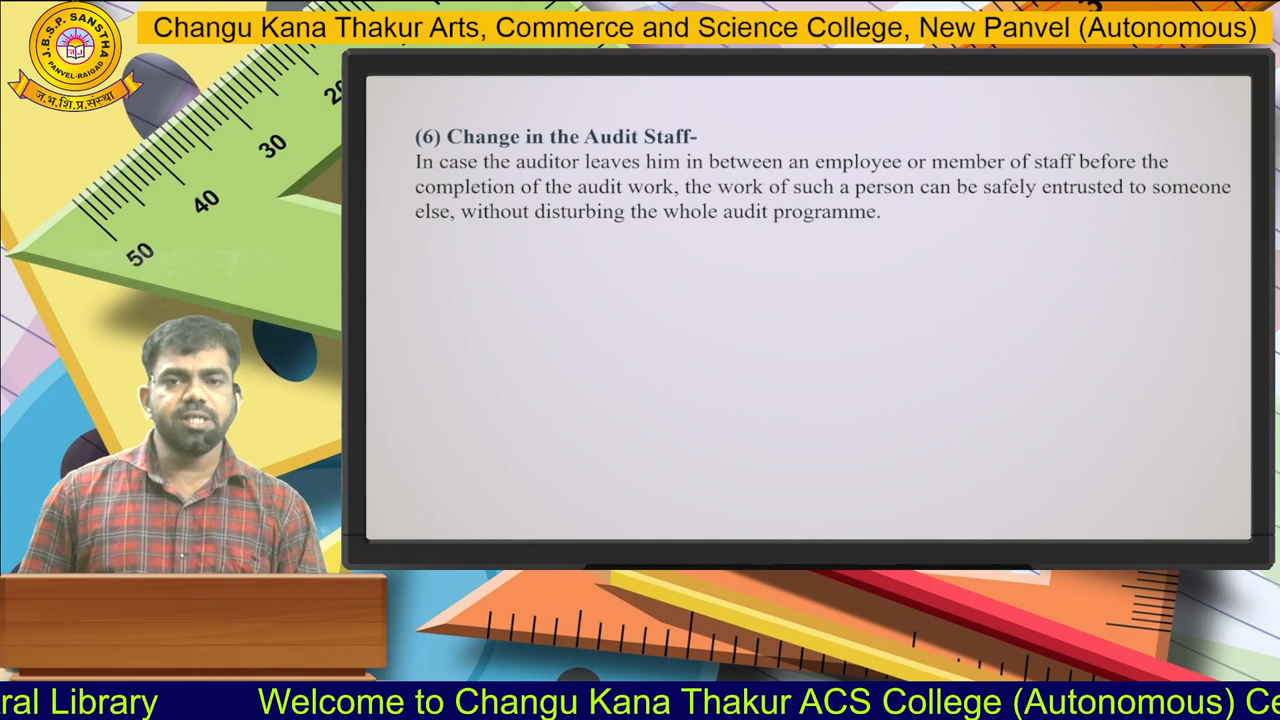 J.B.S.P. SANSTHA
PANVEL-RAIGAD
ज.भ.शि.प्र.संस्था
Changu Kana Thakur Arts, Commerce and Science College, New Panvel (Autonomous)
30
40
50
(6) Change in the Audit Staff-
In case the auditor leaves him in between an employee or member of staff before the
completion of the audit work, the work of such a person can be safely entrusted to someone
else, without disturbing the whole audit programme.
ral Library Welcome to Changu Kana Thakur ACS College (Autonomous) Ce